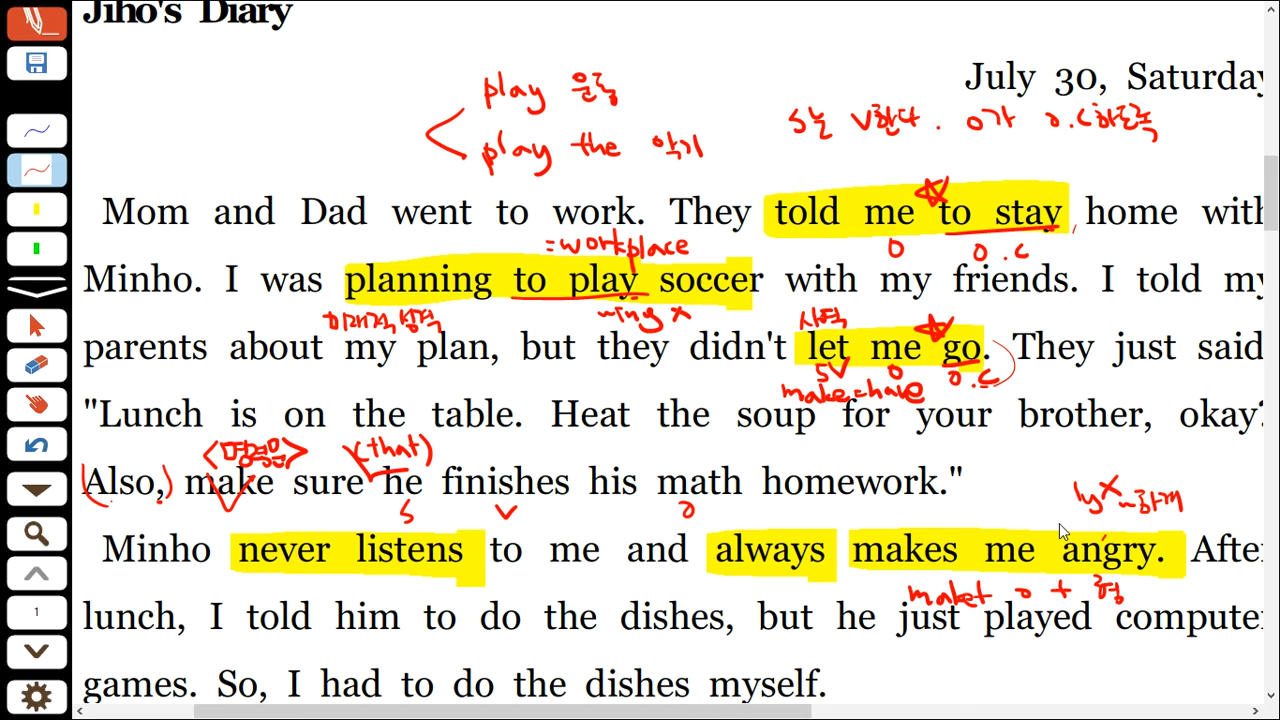 Jiho's Diary
July 30, Saturday
play 운동
S는 V한다. O가 O.C하도록
play the 악기
Mom and Dad went to work. They told me to stay home with
=workplace
O O.C
Minho. I was planning to play soccer with my friends. I told my
미래적 성격 ~ing x 사역
parents about my plan, but they didn't let me go. They just said
SV O O.C
make=have
"Lunch is on the table. Heat the soup for your brother, okay?
<명령문> (that)
Also, make sure he finishes his math homework."
V S V O
ly x ~하게
Minho never listens to me and always makes me angry. After
make+ O + 형
lunch, I told him to do the dishes, but he just played computer
games. So, I had to do the dishes myself.
1